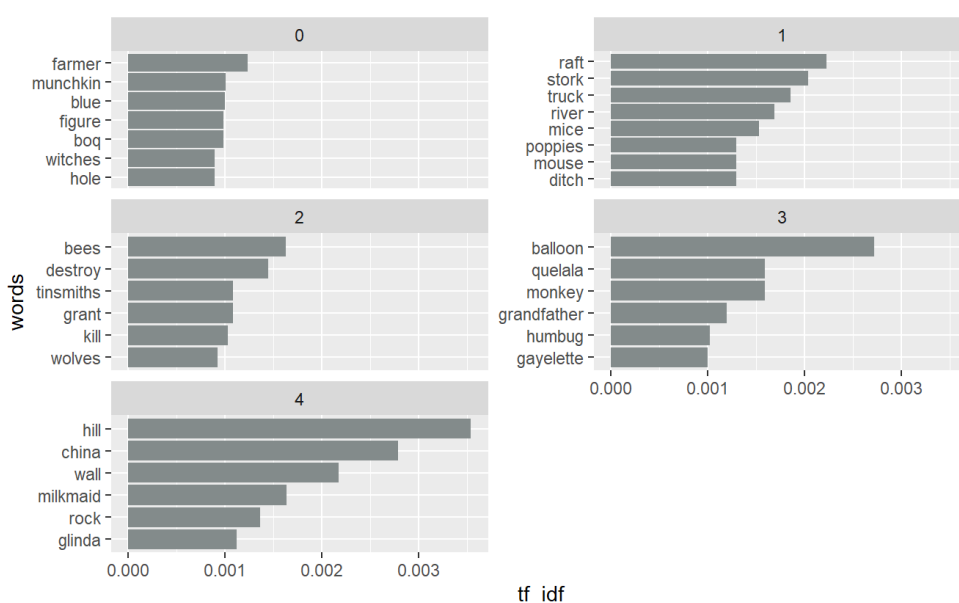 0
farmer
munchkin
blue
figure
boq
witches
hole
1
raft
stork
truck
river
mice
poppies
mouse
ditch
2
bees
destroy
tinsmiths
grant
kill
wolves
3
balloon
quelala
monkey
grandfather
humbug
gayelette
0.000 0.001 0.002 0.003
4
hill
china
wall
milkmaid
rock
glinda
0.000 0.001 0.002 0.003
words
tf_idf